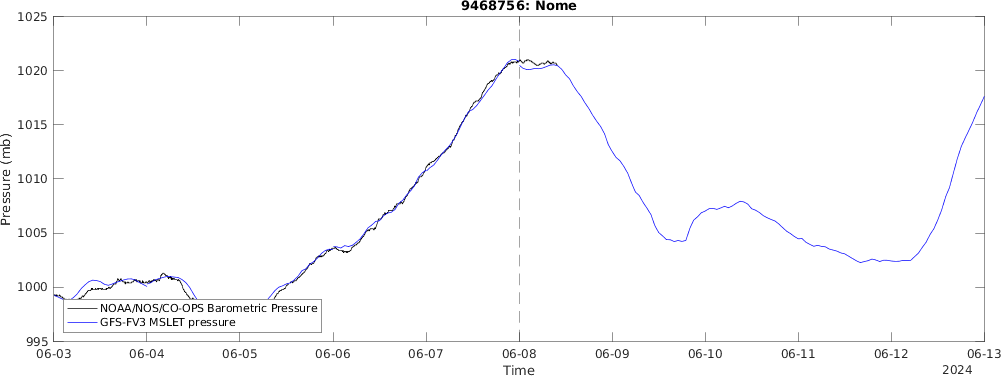 9468756: Nome
1025
1020
1015
1010
1005
1000
995
Pressure (mb)
NOAA/NOS/CO-OPS Barometric Pressure
GFS-FV3 MSLET pressure
06-03 06-04 06-05 06-06 06-07 06-08 06-09 06-10 06-11 06-12 06-13
Time
2024